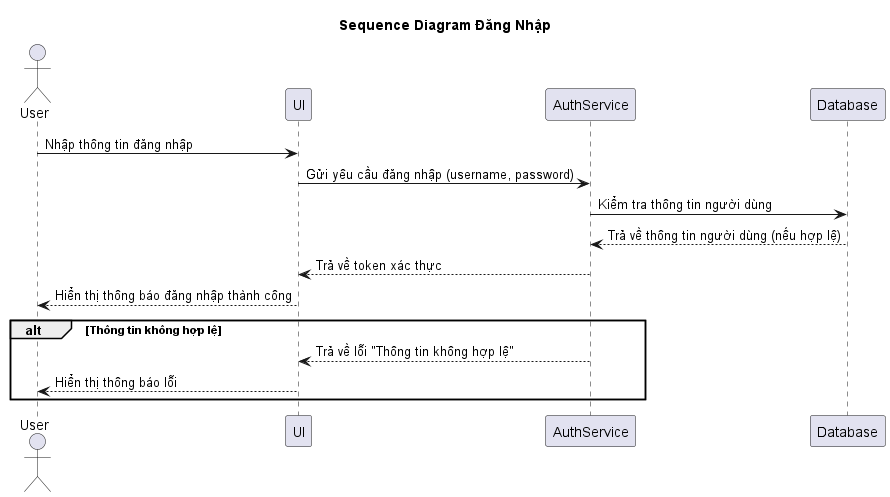 Sequence Diagram Đăng Nhập
User
UI
AuthService
Database
Nhập thông tin đăng nhập
Gửi yêu cầu đăng nhập (username, password)
Kiểm tra thông tin người dùng
Trả về thông tin người dùng (nếu hợp lệ)
Trả về token xác thực
Hiển thị thông báo đăng nhập thành công
alt
[Thông tin không hợp lệ]
Trả về lỗi "Thông tin không hợp lệ"
Hiển thị thông báo lỗi
User
UI
AuthService
Database